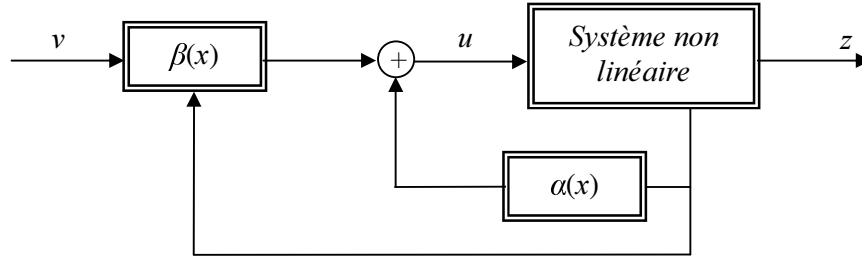 v
β(x)
+
u
Système non
linéaire
z
α(x)